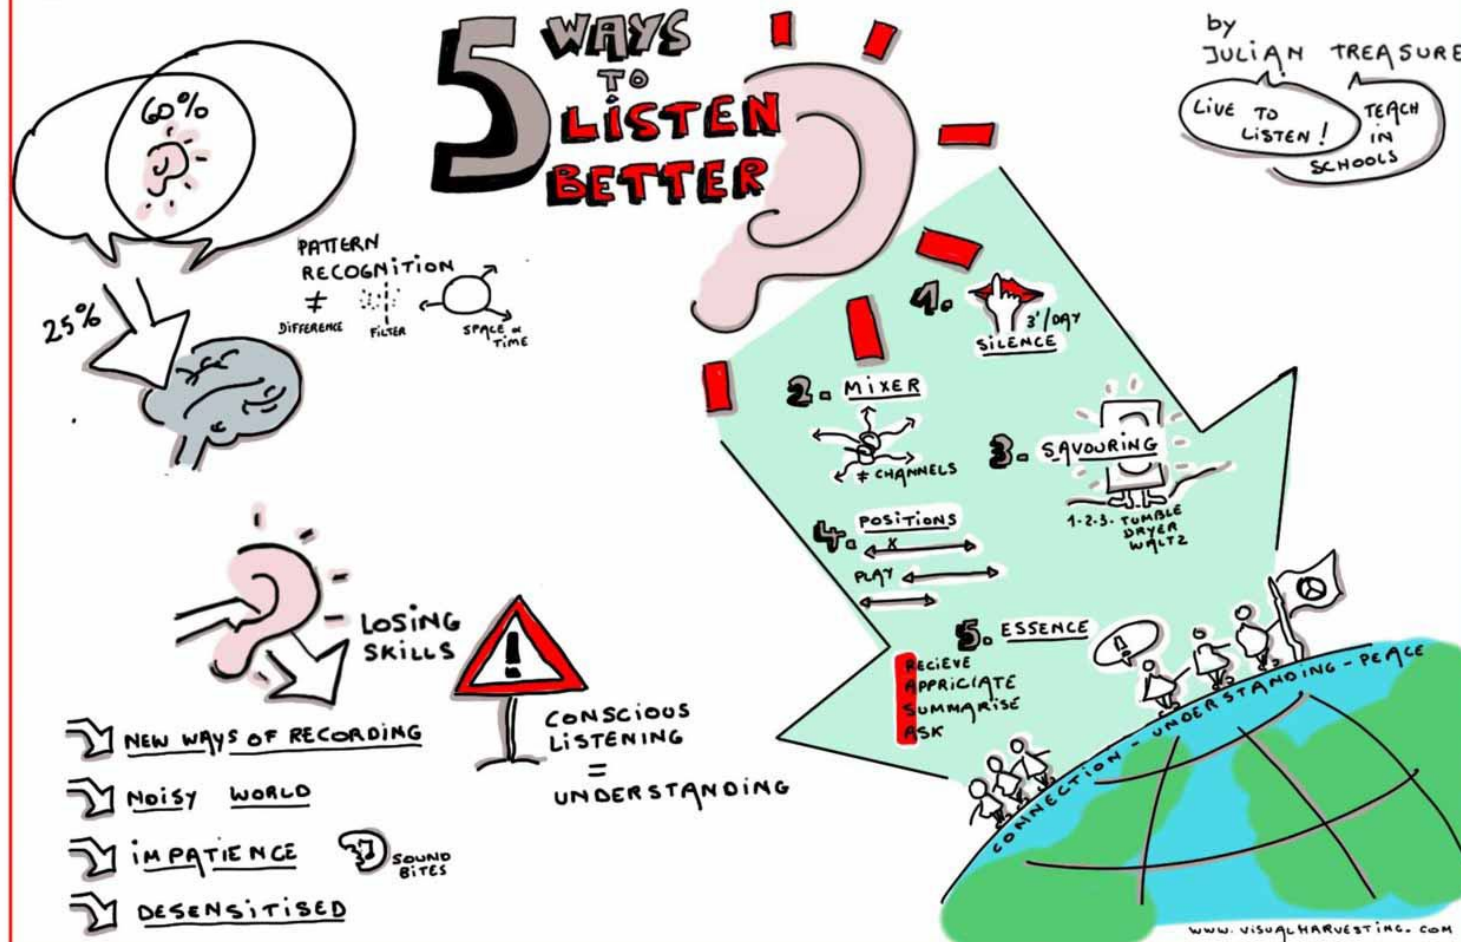 5 WAYS
TO
LISTEN
BETTER
by
JULIAN TREASURE
LIVE TO
LISTEN!
TEACH
IN
SCHOOLS
60%
25%
PATTERN
RECOGNITION
≠
DIFFERENCE
FILTER
SPACE &
TIME
1.
3'/DAY
SILENCE
2. MIXER
≠ CHANNELS
3. SAVOURING
1-2-3. TUMBLE
DRYER
WALTZ
4. POSITIONS
X
PLAY
5. ESSENCE
RECIEVE
APPRICIATE
SUMMARISE
ASK
LOSING
SKILLS
!
CONSCIOUS
LISTENING
=
UNDERSTANDING
NEW WAYS OF RECORDING
NOISY WORLD
IMPATIENCE
SOUND
BITES
DESENSITISED
!
CONNECTION - UNDERSTANDING - PEACE
WWW.VISUALHARVESTING.COM